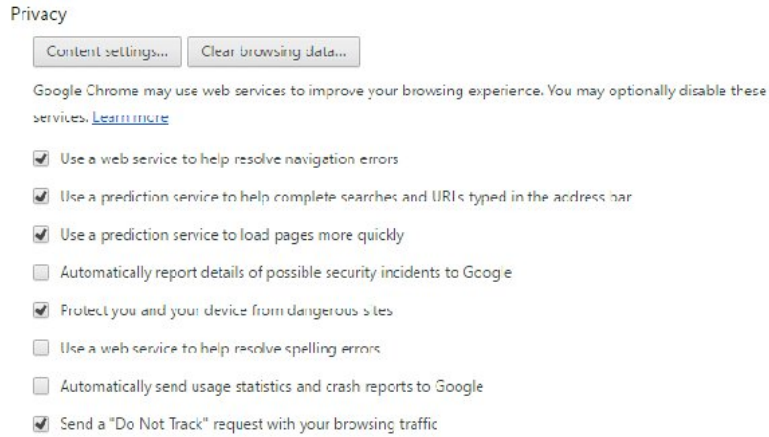 Privacy
Content settings... Clear browsing data...
Google Chrome may use web services to improve your browsing experience. You may optionally disable these
services. Learn more
Use a web service to help resolve navigation errors
Use a prediction service to help complete searches and URLs typed in the address bar
Use a prediction service to load pages more quickly
Automatically report details of possible security incidents to Google
Protect you and your device from dangerous sites
Use a web service to help resolve spelling errors
Automatically send usage statistics and crash reports to Google
Send a "Do Not Track" request with your browsing traffic